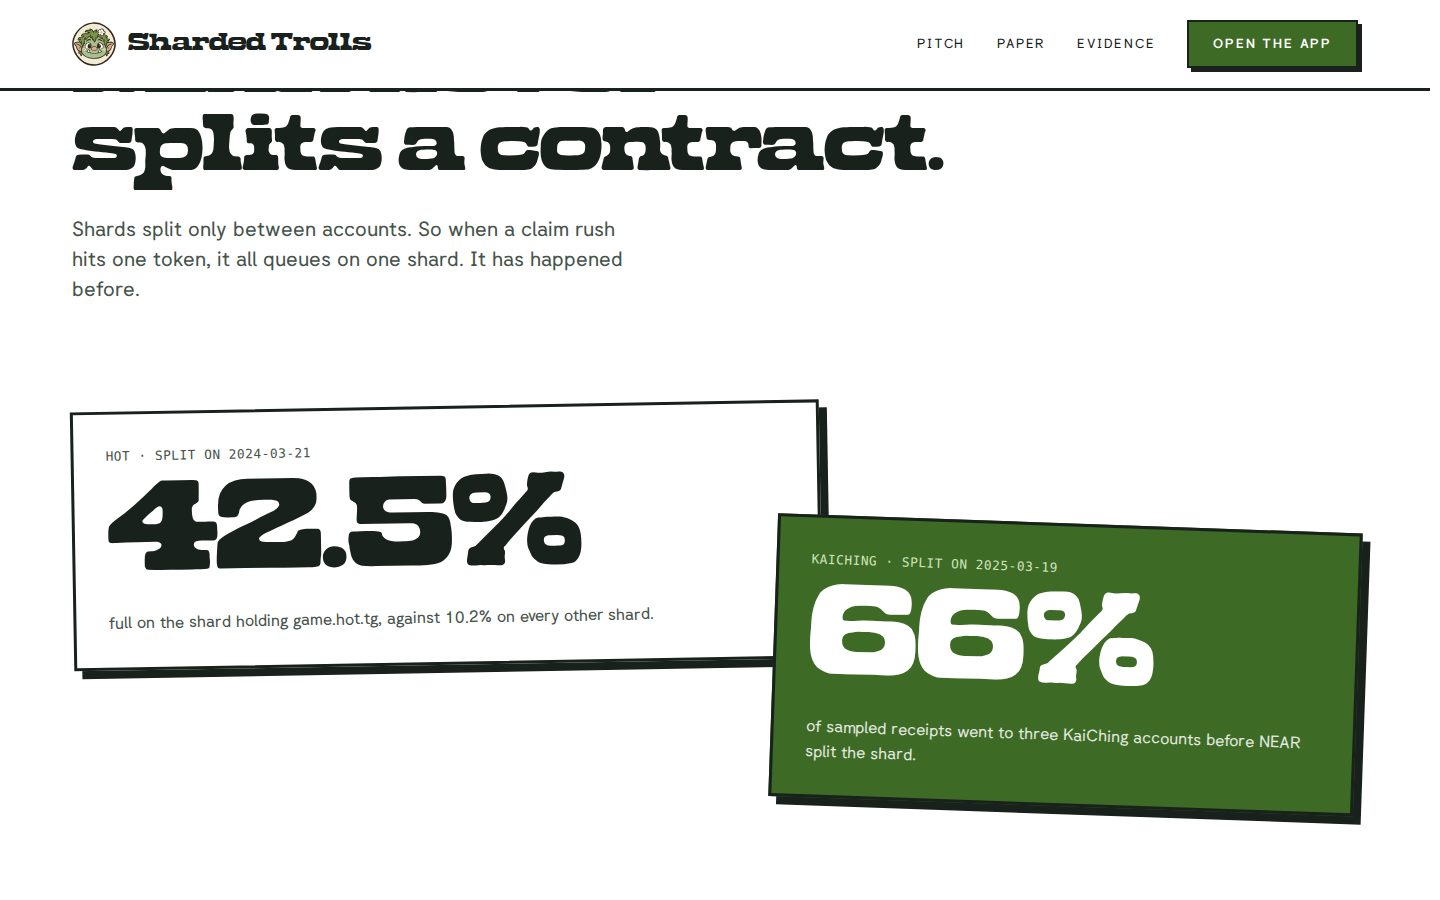 Sharded Trolls
PITCH
PAPER
EVIDENCE
OPEN THE APP
splits a contract.
Shards split only between accounts. So when a claim rush
hits one token, it all queues on one shard. It has happened
before.
HOT · SPLIT ON 2024-03-21
42.5%
full on the shard holding game.hot.tg, against 10.2% on every other shard.
KAICHING · SPLIT ON 2025-03-19
66%
of sampled receipts went to three KaiChing accounts before NEAR
split the shard.